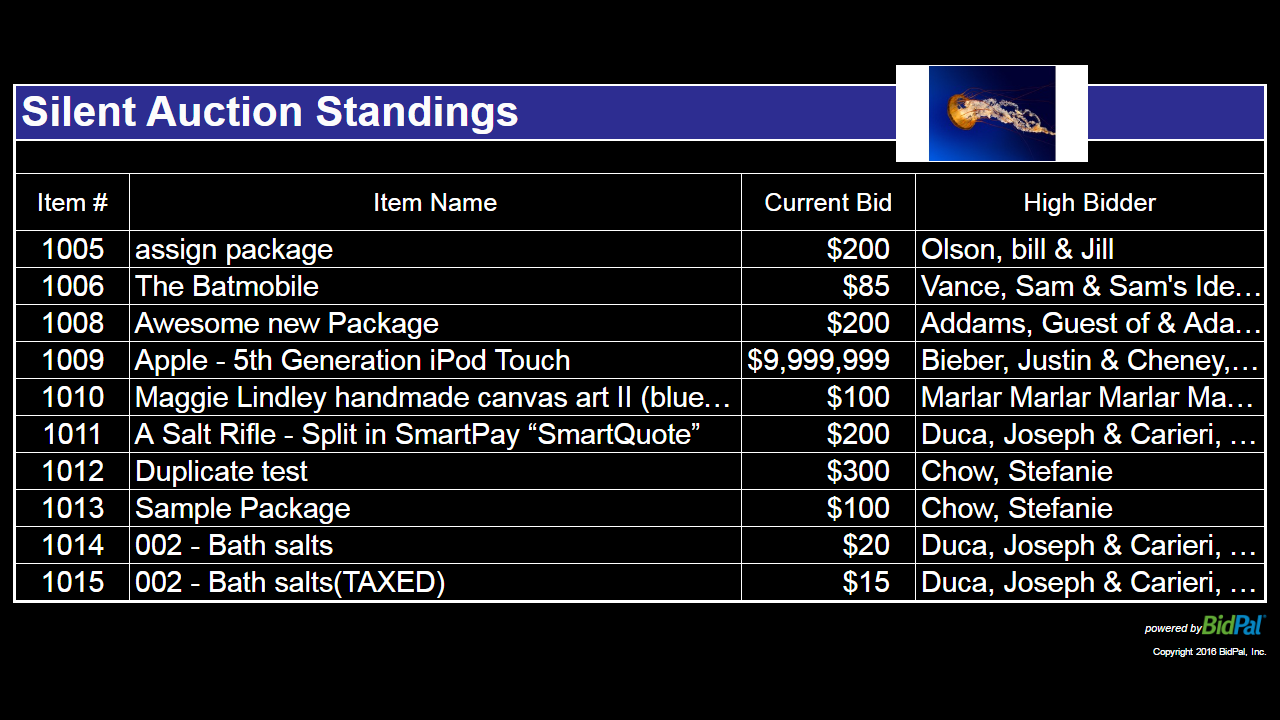 Silent Auction Standings
Item # Item Name Current Bid High Bidder
1005 assign package $200 Olson, bill & Jill
1006 The Batmobile $85 Vance, Sam & Sam's Ide…
1008 Awesome new Package $200 Addams, Guest of & Ada…
1009 Apple - 5th Generation iPod Touch $9,999,999 Bieber, Justin & Cheney,…
1010 Maggie Lindley handmade canvas art II (blue… $100 Marlar Marlar Marlar Ma…
1011 A Salt Rifle - Split in SmartPay “SmartQuote” $200 Duca, Joseph & Carieri, …
1012 Duplicate test $300 Chow, Stefanie
1013 Sample Package $100 Chow, Stefanie
1014 002 - Bath salts $20 Duca, Joseph & Carieri, …
1015 002 - Bath salts(TAXED) $15 Duca, Joseph & Carieri, …
powered by BidPal
Copyright 2016 BidPal, Inc.